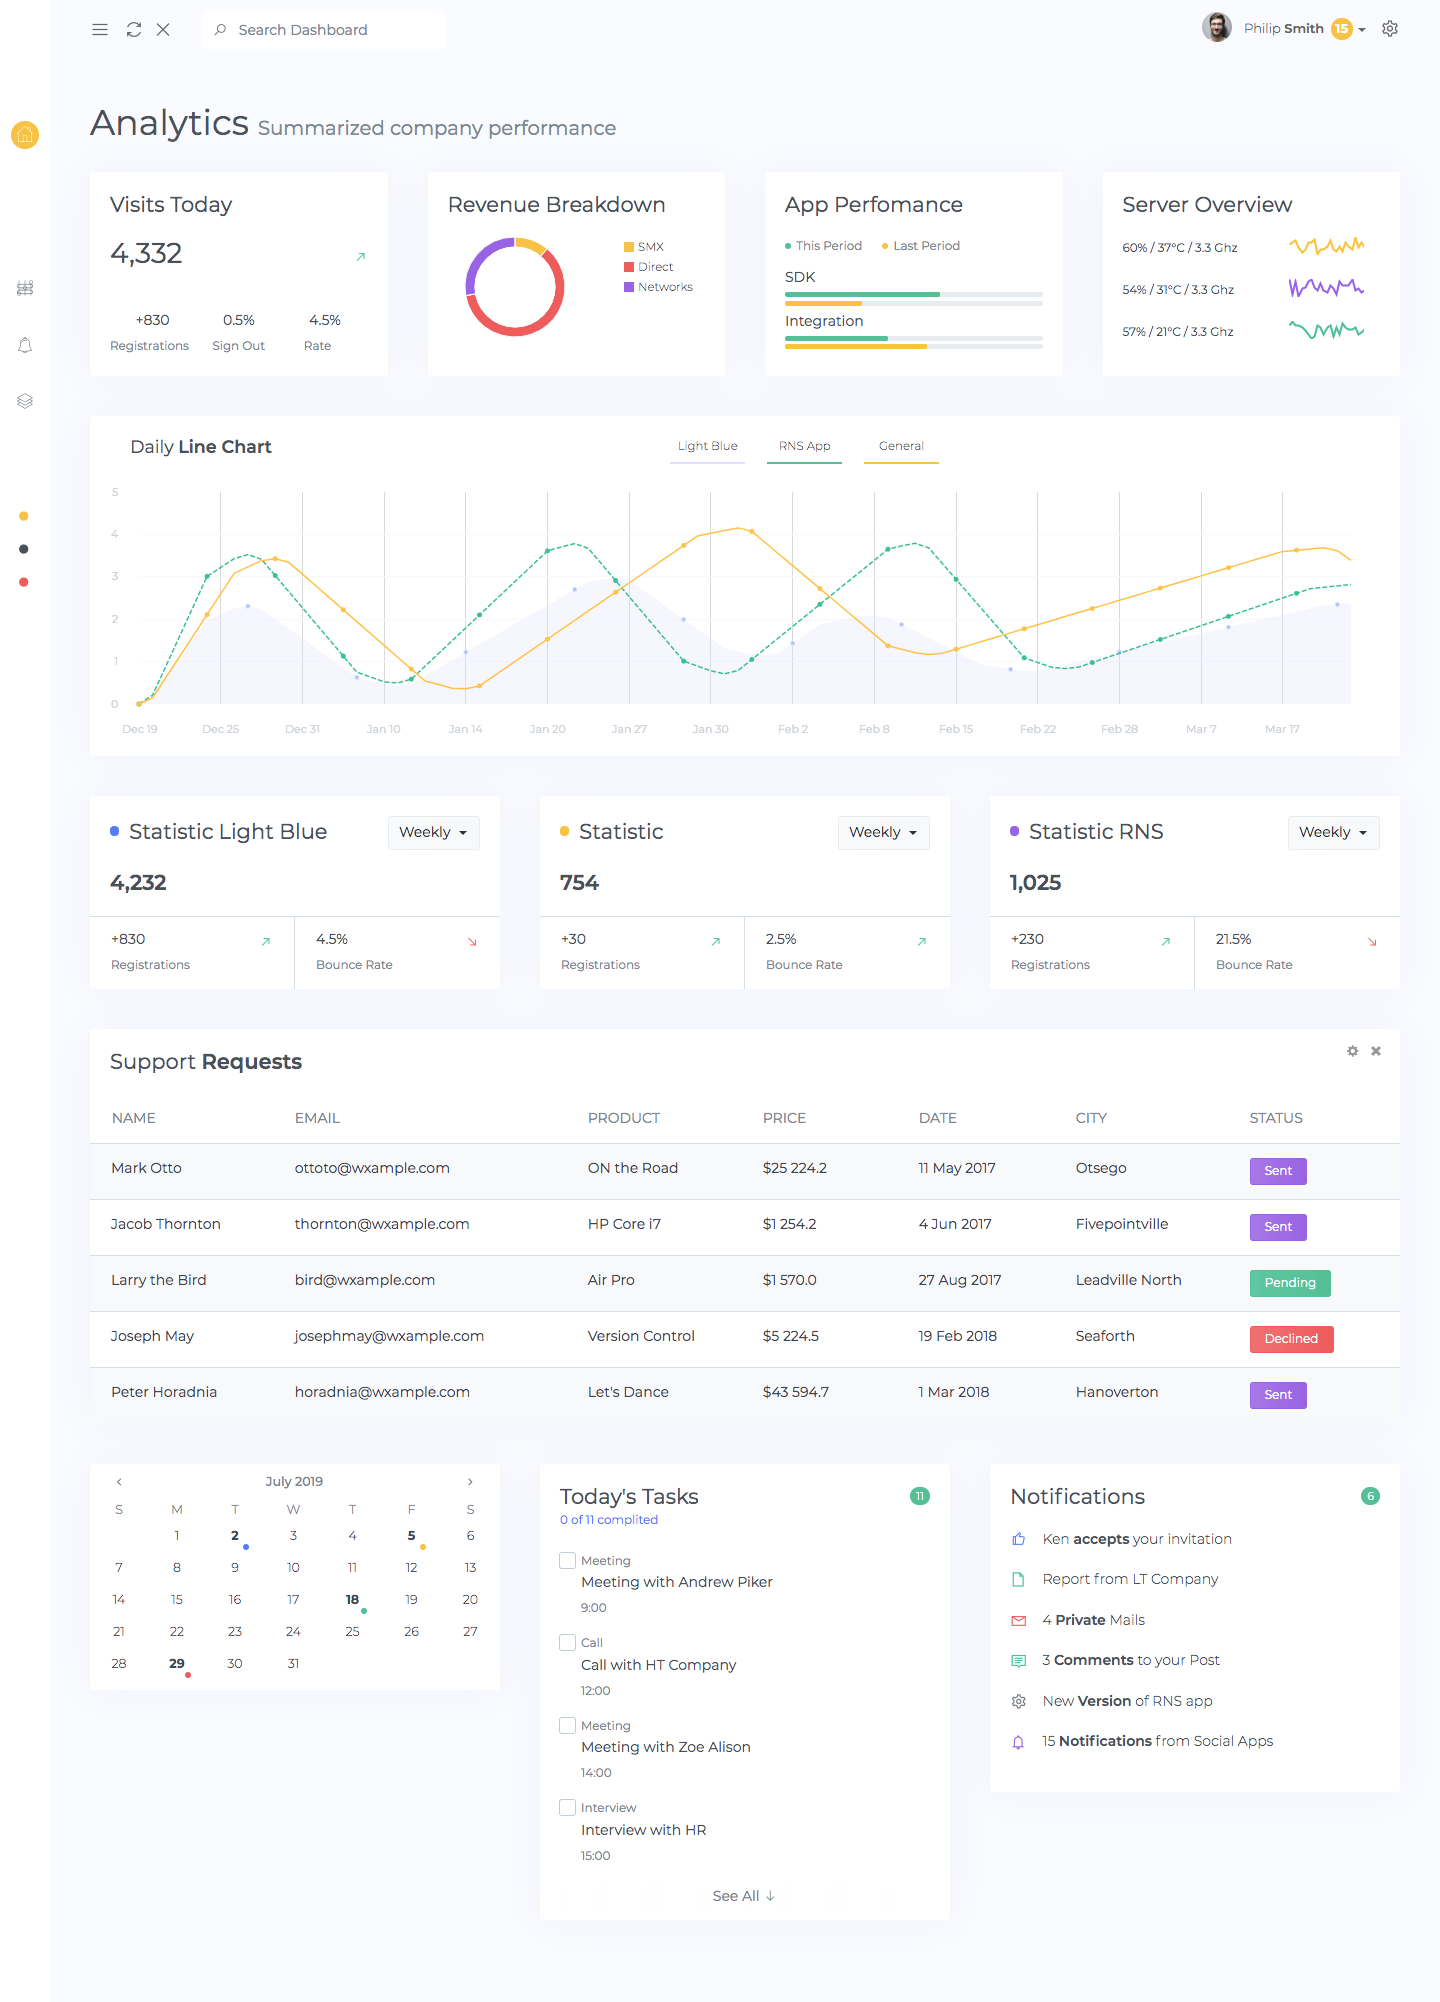 Search Dashboard
Philip Smith 15
Analytics Summarized company performance
Visits Today
4,332
+830 0.5% 4.5%
Registrations Sign Out Rate
Revenue Breakdown
SMX
Direct
Networks
App Perfomance
This Period Last Period
SDK
Integration
Server Overview
60% / 37°C / 3.3 Ghz
54% / 31°C / 3.3 Ghz
57% / 21°C / 3.3 Ghz
Daily Line Chart
Light Blue RNS App General
5
4
3
2
1
0
Dec 19 Dec 25 Dec 31 Jan 10 Jan 14 Jan 20 Jan 27 Jan 30 Feb 2 Feb 8 Feb 15 Feb 22 Feb 28 Mar 7 Mar 17
Statistic Light Blue Weekly
4,232
+830 4.5%
Registrations Bounce Rate
Statistic Weekly
754
+30 2.5%
Registrations Bounce Rate
Statistic RNS Weekly
1,025
+230 21.5%
Registrations Bounce Rate
Support Requests
NAME EMAIL PRODUCT PRICE DATE CITY STATUS
Mark Otto ottoto@wxample.com ON the Road $25 224.2 11 May 2017 Otsego Sent
Jacob Thornton thornton@wxample.com HP Core i7 $1 254.2 4 Jun 2017 Fivepointville Sent
Larry the Bird bird@wxample.com Air Pro $1 570.0 27 Aug 2017 Leadville North Pending
Joseph May josephmay@wxample.com Version Control $5 224.5 19 Feb 2018 Seaforth Declined
Peter Horadnia horadnia@wxample.com Let's Dance $43 594.7 1 Mar 2018 Hanoverton Sent
July 2019
S M T W T F S
1 2 3 4 5 6
7 8 9 10 11 12 13
14 15 16 17 18 19 20
21 22 23 24 25 26 27
28 29 30 31
Today's Tasks 11
0 of 11 complited
Meeting
Meeting with Andrew Piker
9:00
Call
Call with HT Company
12:00
Meeting
Meeting with Zoe Alison
14:00
Interview
Interview with HR
15:00
See All
Notifications 6
Ken accepts your invitation
Report from LT Company
4 Private Mails
3 Comments to your Post
New Version of RNS app
15 Notifications from Social Apps